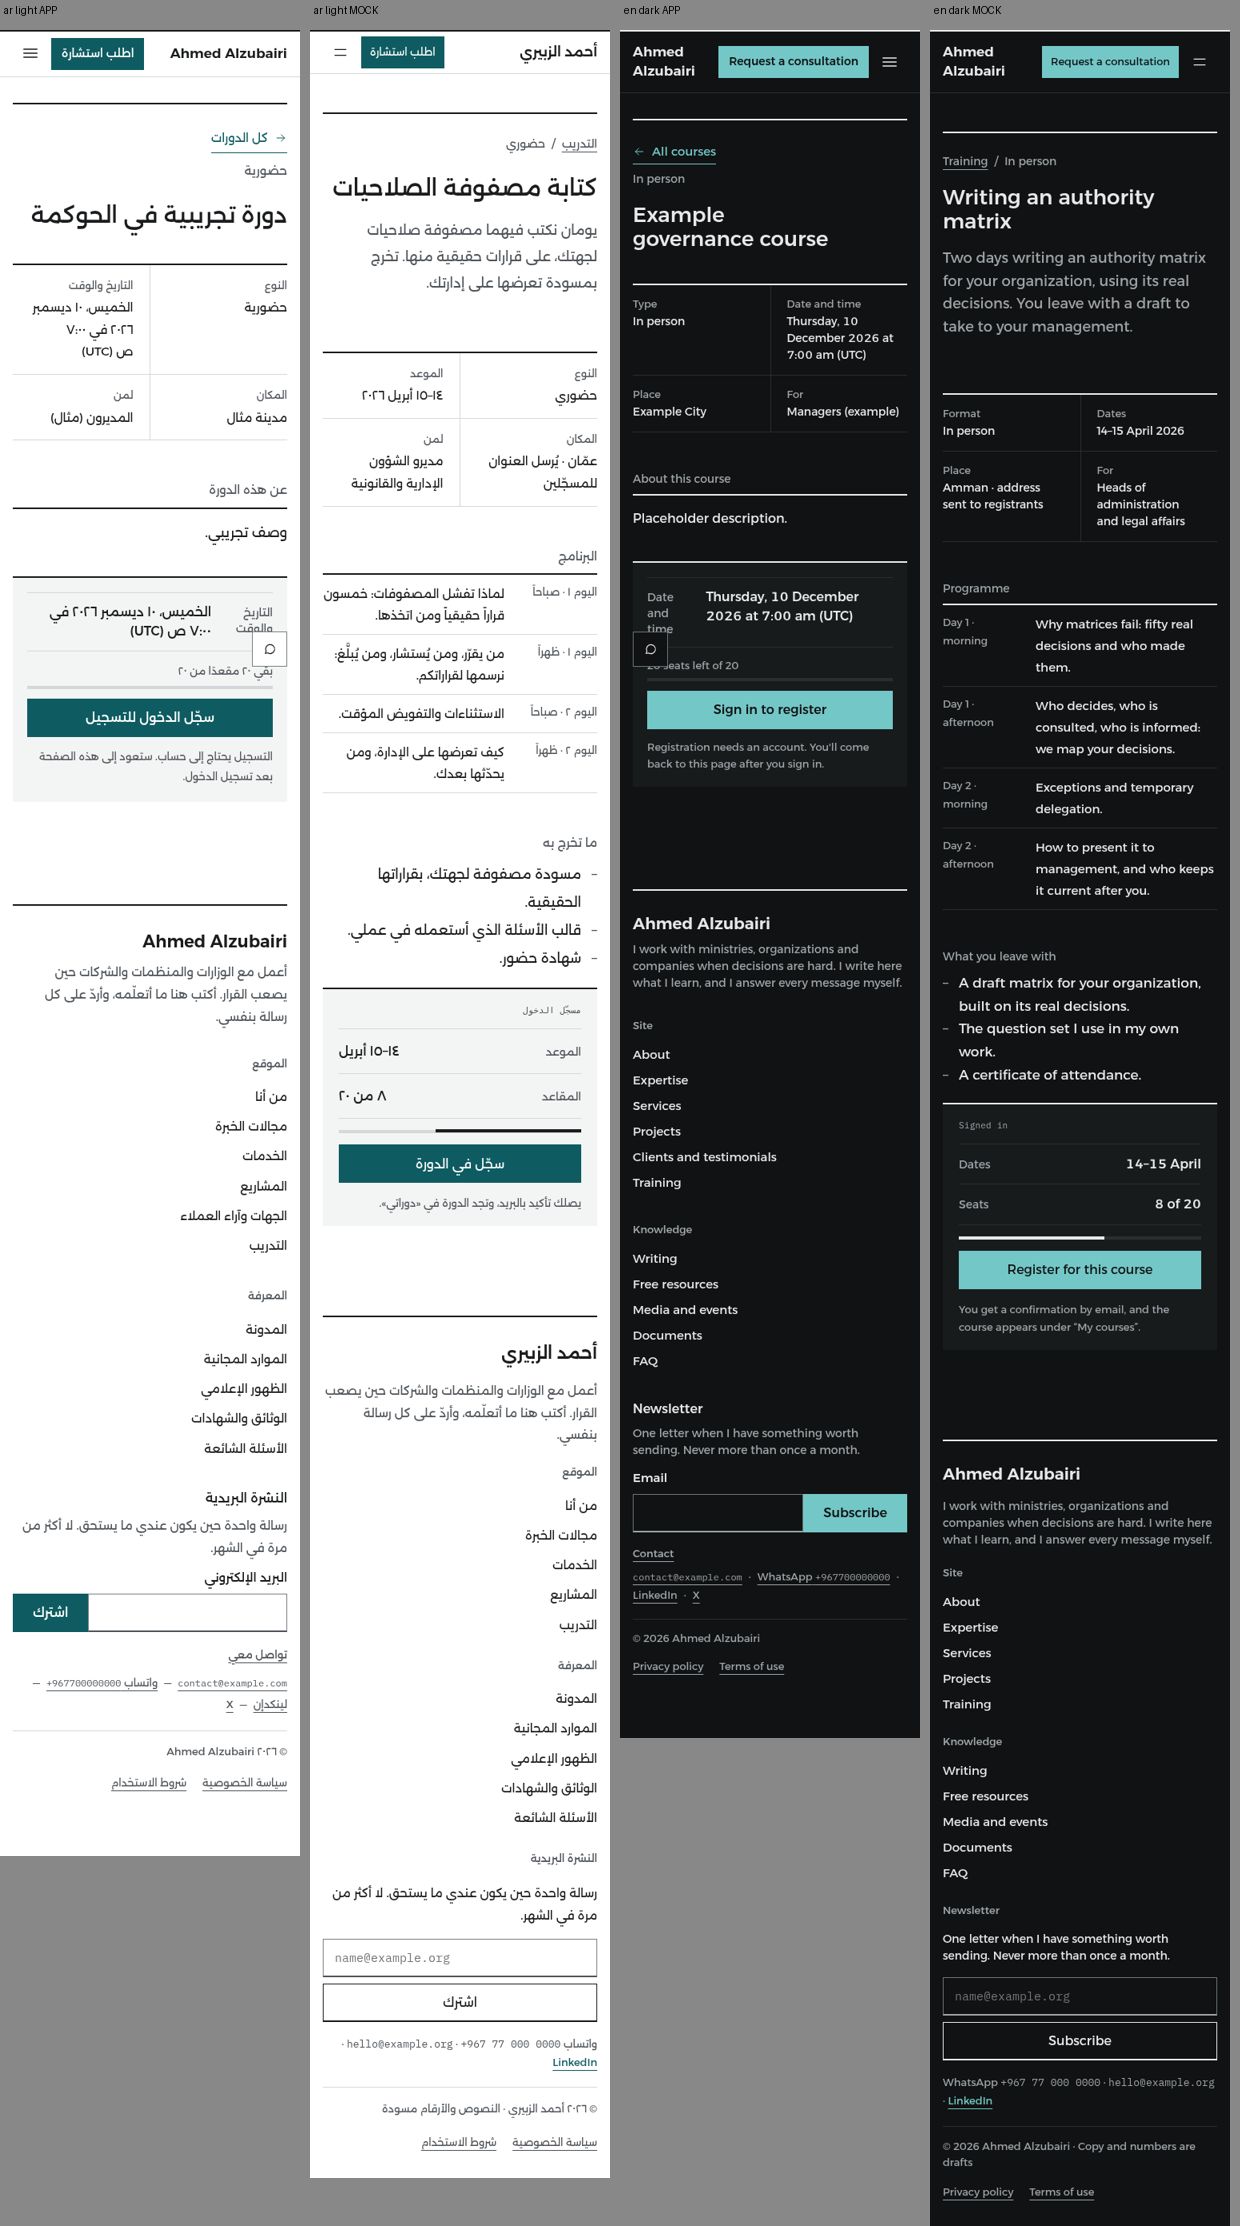 ar light APP
Ahmed Alzubairi
اطلب استشارة
كل الدورات
حضورية
دورة تجريبية في الحوكمة
النوع
حضورية
التاريخ والوقت
الخميس، ١٠ ديسمبر
٢٠٢٦ في ٧:٠٠
ص (UTC)
المكان
مدينة مثال
لمن
المديرون (مثال)
عن هذه الدورة
وصف تجريبي.
التاريخ
والوقت
الخميس، ١٠ ديسمبر ٢٠٢٦ في
٧:٠٠ ص (UTC)
بقي ٢٠ مقعدًا من ٢٠
سجّل الدخول للتسجيل
التسجيل يحتاج إلى حساب. ستعود إلى هذه الصفحة
بعد تسجيل الدخول.
Ahmed Alzubairi
أعمل مع الوزارات والمنظمات والشركات حين
يصعب القرار. أكتب هنا ما أتعلّمه، وأردّ على كل
رسالة بنفسي.
الموقع
من أنا
مجالات الخبرة
الخدمات
المشاريع
الجهات وآراء العملاء
التدريب
المعرفة
المدونة
الموارد المجانية
الظهور الإعلامي
الوثائق والشهادات
الأسئلة الشائعة
النشرة البريدية
رسالة واحدة حين يكون عندي ما يستحق. لا أكثر من
مرة في الشهر.
البريد الإلكتروني
اشترك
تواصل معي
contact@example.com — واتساب +967700000000 —
لينكدإن — X
© ٢٠٢٦ Ahmed Alzubairi
سياسة الخصوصية شروط الاستخدام
ar light MOCK
أحمد الزبيري
اطلب استشارة
التدريب / حضوري
كتابة مصفوفة الصلاحيات
يومان نكتب فيهما مصفوفة صلاحيات
لجهتك، على قرارات حقيقية منها. تخرج
بمسودة تعرضها على إدارتك.
النوع
حضوري
الموعد
١٤–١٥ أبريل ٢٠٢٦
المكان
عمّان · يُرسل العنوان
للمسجّلين
لمن
مديرو الشؤون
الإدارية والقانونية
البرنامج
اليوم ١ · صباحاً
لماذا تفشل المصفوفات: خمسون
قراراً حقيقياً ومن اتخذها.
اليوم ١ · ظهراً
من يقرّر، ومن يُستشار، ومن يُبلَّغ:
نرسمها لقراراتكم.
اليوم ٢ · صباحاً
الاستثناءات والتفويض المؤقت.
اليوم ٢ · ظهراً
كيف تعرضها على الإدارة، ومن
يحدّثها بعدك.
ما تخرج به
– مسودة مصفوفة لجهتك، بقراراتها
الحقيقية.
– قالب الأسئلة الذي أستعمله في عملي.
– شهادة حضور.
مسجّل الدخول
الموعد
١٤–١٥ أبريل
المقاعد
٨ من ٢٠
سجّل في الدورة
يصلك تأكيد بالبريد، وتجد الدورة في «دوراتي».
أحمد الزبيري
أعمل مع الوزارات والمنظمات والشركات حين يصعب
القرار. أكتب هنا ما أتعلّمه، وأردّ على كل رسالة
بنفسي.
الموقع
من أنا
مجالات الخبرة
الخدمات
المشاريع
التدريب
المعرفة
المدونة
الموارد المجانية
الظهور الإعلامي
الوثائق والشهادات
الأسئلة الشائعة
النشرة البريدية
رسالة واحدة حين يكون عندي ما يستحق. لا أكثر من
مرة في الشهر.
name@example.org
اشترك
واتساب +967 77 000 0000 · hello@example.org ·
LinkedIn
© ٢٠٢٦ أحمد الزبيري · النصوص والأرقام مسودة
سياسة الخصوصية شروط الاستخدام
en dark APP
Ahmed
Alzubairi
Request a consultation
All courses
In person
Example
governance course
Type
In person
Date and time
Thursday, 10
December 2026 at
7:00 am (UTC)
Place
Example City
For
Managers (example)
About this course
Placeholder description.
Date
and
time
Thursday, 10 December
2026 at 7:00 am (UTC)
20 seats left of 20
Sign in to register
Registration needs an account. You'll come
back to this page after you sign in.
Ahmed Alzubairi
I work with ministries, organizations and
companies when decisions are hard. I write here
what I learn, and I answer every message myself.
Site
About
Expertise
Services
Projects
Clients and testimonials
Training
Knowledge
Writing
Free resources
Media and events
Documents
FAQ
Newsletter
One letter when I have something worth
sending. Never more than once a month.
Email
Subscribe
Contact
contact@example.com · WhatsApp +967700000000 ·
LinkedIn · X
© 2026 Ahmed Alzubairi
Privacy policy Terms of use
en dark MOCK
Ahmed
Alzubairi
Request a consultation
Training / In person
Writing an authority
matrix
Two days writing an authority matrix
for your organization, using its real
decisions. You leave with a draft to
take to your management.
Format
In person
Dates
14–15 April 2026
Place
Amman · address
sent to registrants
For
Heads of
administration
and legal affairs
Programme
Day 1 ·
morning
Why matrices fail: fifty real
decisions and who made
them.
Day 1 ·
afternoon
Who decides, who is
consulted, who is informed:
we map your decisions.
Day 2 ·
morning
Exceptions and temporary
delegation.
Day 2 ·
afternoon
How to present it to
management, and who keeps
it current after you.
What you leave with
– A draft matrix for your organization,
built on its real decisions.
– The question set I use in my own
work.
– A certificate of attendance.
Signed in
Dates
14–15 April
Seats
8 of 20
Register for this course
You get a confirmation by email, and the
course appears under "My courses".
Ahmed Alzubairi
I work with ministries, organizations and
companies when decisions are hard. I write here
what I learn, and I answer every message myself.
Site
About
Expertise
Services
Projects
Training
Knowledge
Writing
Free resources
Media and events
Documents
FAQ
Newsletter
One letter when I have something worth
sending. Never more than once a month.
name@example.org
Subscribe
WhatsApp +967 77 000 0000 · hello@example.org
· LinkedIn
© 2026 Ahmed Alzubairi · Copy and numbers are
drafts
Privacy policy Terms of use